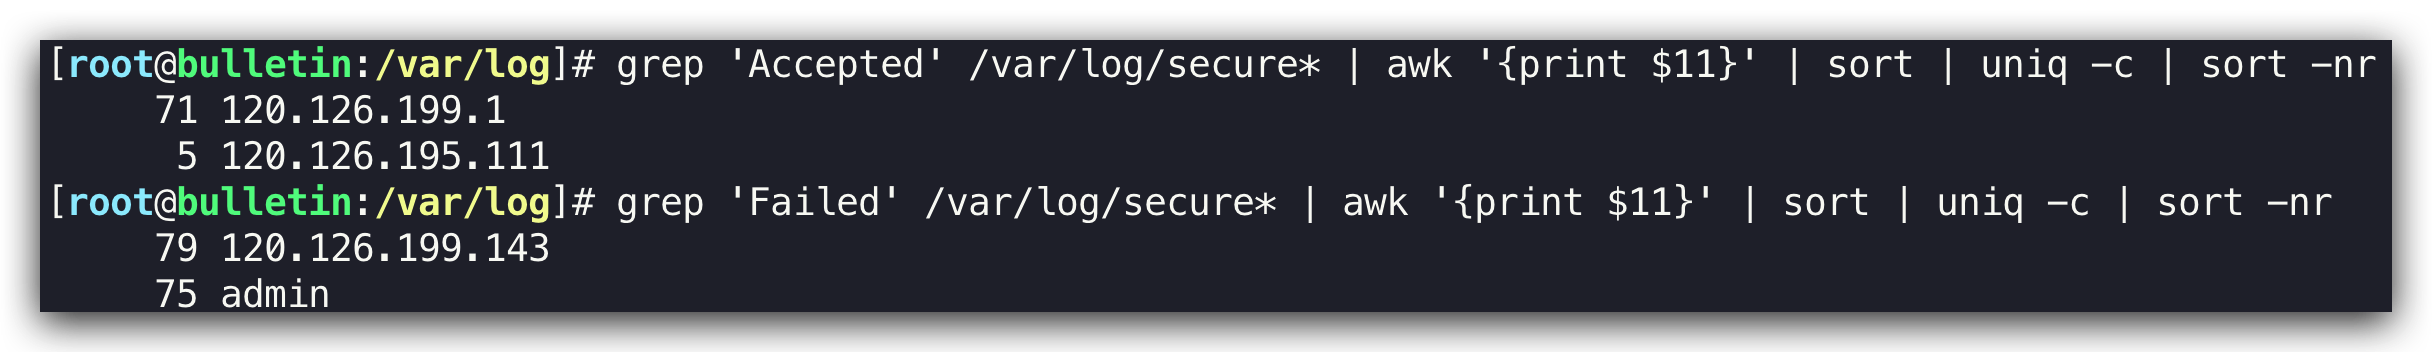 [root@bulletin:/var/log]# grep 'Accepted' /var/log/secure* | awk '{print $11}' | sort | uniq -c | sort -nr
71 120.126.199.1
5 120.126.195.111
[root@bulletin:/var/log]# grep 'Failed' /var/log/secure* | awk '{print $11}' | sort | uniq -c | sort -nr
79 120.126.199.143
75 admin